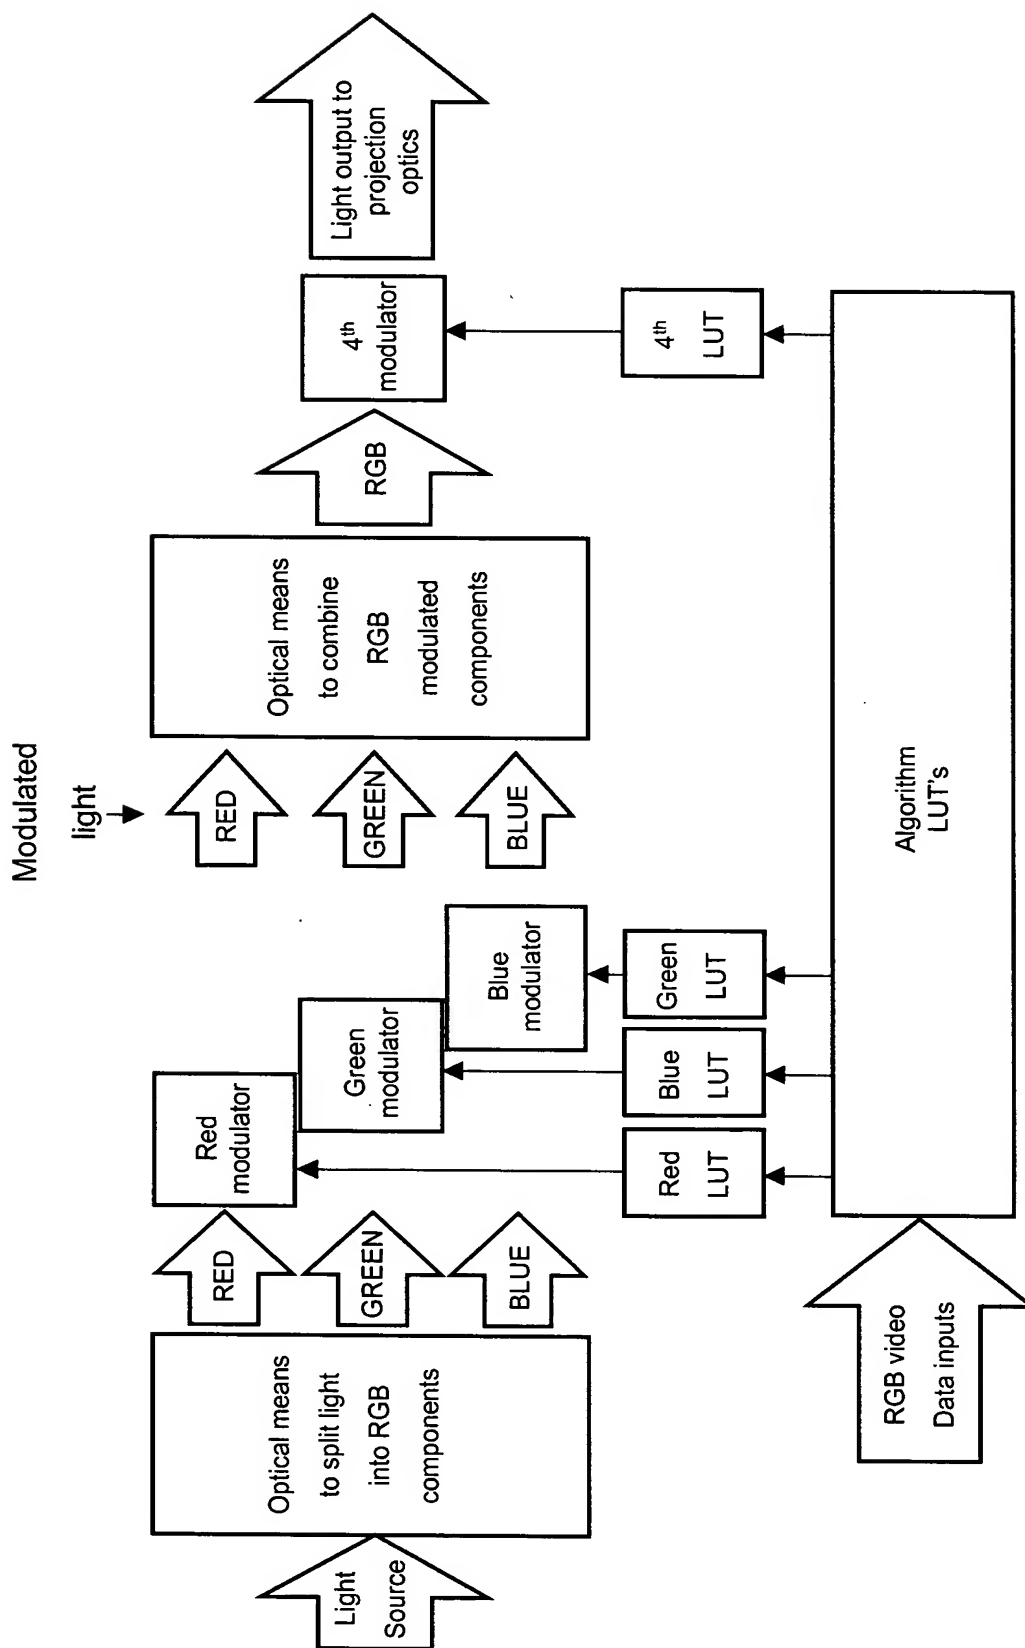 Light
Source
Optical means
to split light
into RGB
components
RED
GREEN
BLUE
Red
modulator
Green
modulator
Blue
modulator
Modulated
light
RED
GREEN
BLUE
Optical means
to combine
RGB
modulated
components
RGB
4th
modulator
Light output to
projection
optics
Red
LUT
Blue
LUT
Green
LUT
4th
LUT
RGB video
Data inputs
Algorithm
LUT's